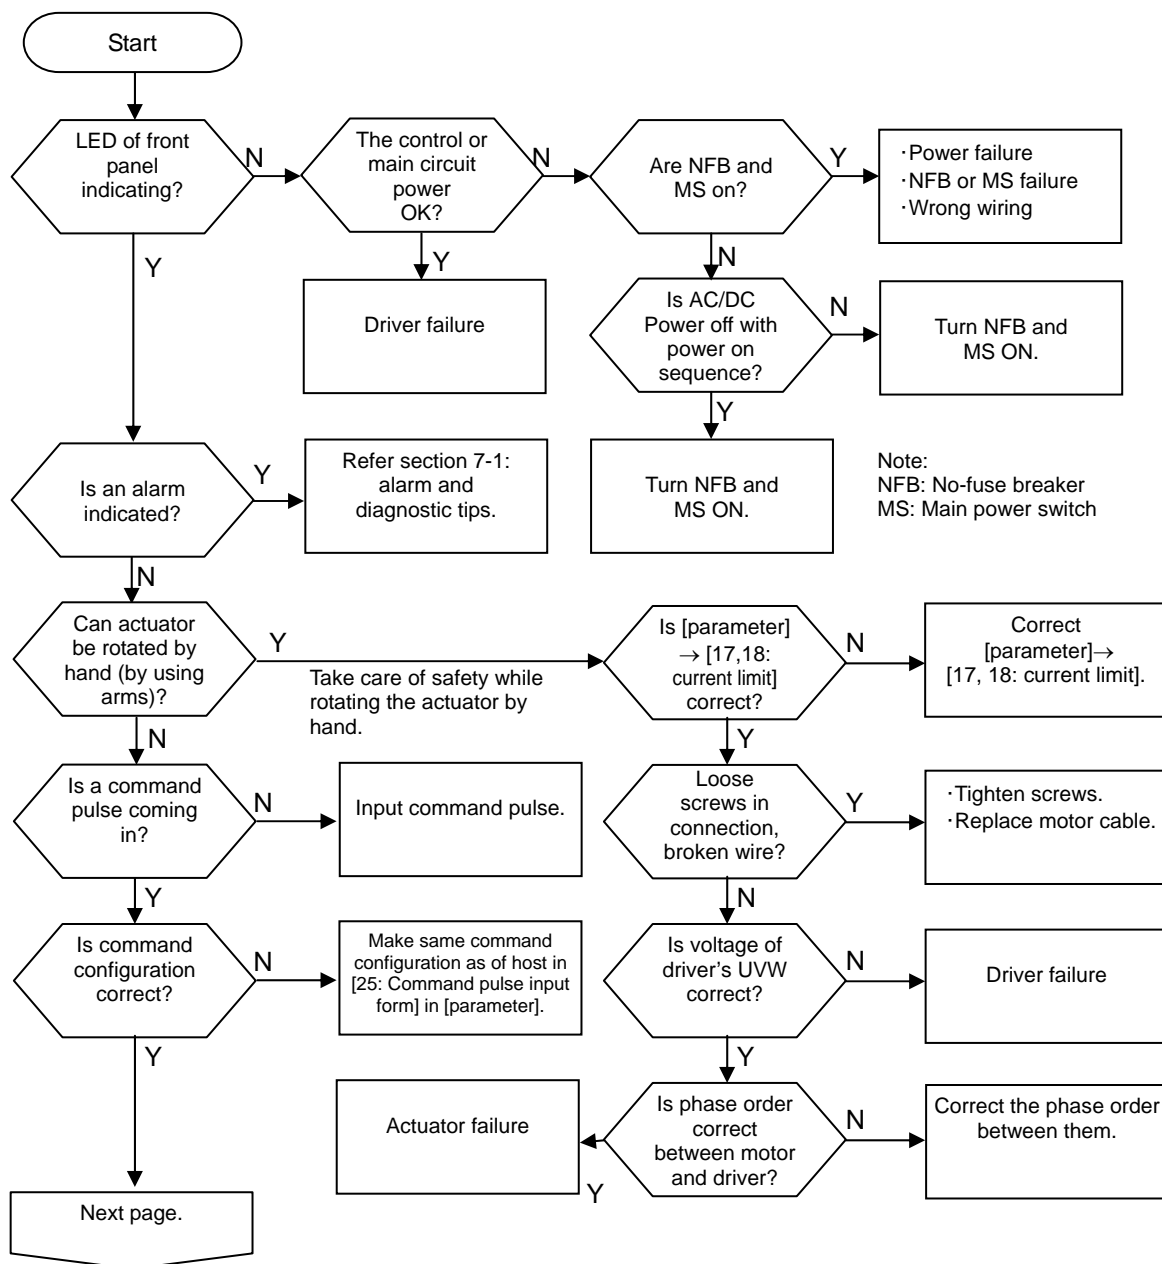 Start
LED of front
panel
indicating?
N
The control or
main circuit
power
OK?
N
Are NFB and
MS on?
Y
·Power failure
·NFB or MS failure
·Wrong wiring
Y
Y
Driver failure
N
Is AC/DC
Power off with
power on
sequence?
N
Turn NFB and
MS ON.
Y
Turn NFB and
MS ON.
Note:
NFB: No-fuse breaker
MS: Main power switch
Is an alarm
indicated?
Y
Refer section 7-1:
alarm and
diagnostic tips.
N
Can actuator
be rotated by
hand (by using
arms)?
Y
Take care of safety while
rotating the actuator by
hand.
Is [parameter]
→ [17,18:
current limit]
correct?
N
Correct
[parameter]→
[17, 18: current limit].
N
Y
Is a command
pulse coming
in?
N
Input command pulse.
Loose
screws in
connection,
broken wire?
Y
·Tighten screws.
·Replace motor cable.
Y
N
Is command
configuration
correct?
N
Make same command
configuration as of host in
[25: Command pulse input
form] in [parameter].
Is voltage of
driver's UVW
correct?
N
Driver failure
Y
Y
Actuator failure
Y
Is phase order
correct
between motor
and driver?
N
Correct the phase order
between them.
Next page.